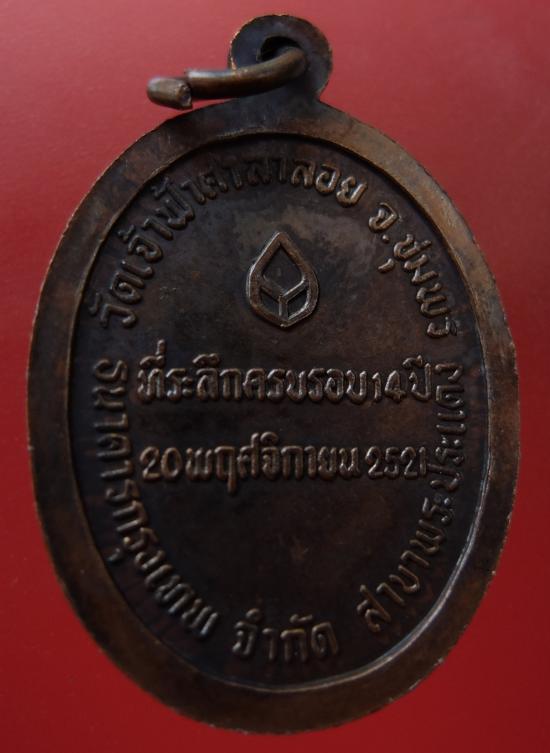 วัดเจ้าฟ้าศาลาลอย จ.ชุมพร
ที่ระลึกครบรอบ 14 ปี
20 พฤศจิกายน 2521
ธนาคารกรุงเทพ จำกัด สาขาพระประแดง